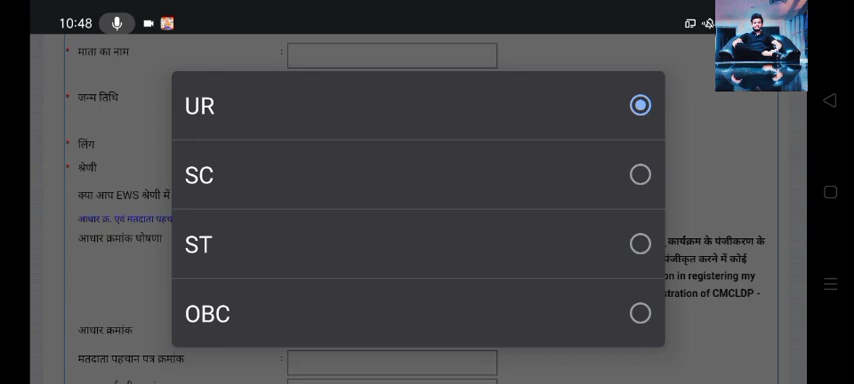 10:48
* माता का नाम :
UR
* जन्म तिथि
* लिंग
* श्रेणी
SC
क्या आप EWS श्रेणी में
आधार क्र. एवं मतदाता पहच
आधार क्रमांक घोषणा
कार्यक्रम के पंजीकरण के
ST
पंजीकृत करने में कोई
on in registering my
stration of CMCLDP -
OBC
आधार क्रमांक
मतदाता पहचान पत्र क्रमांक :